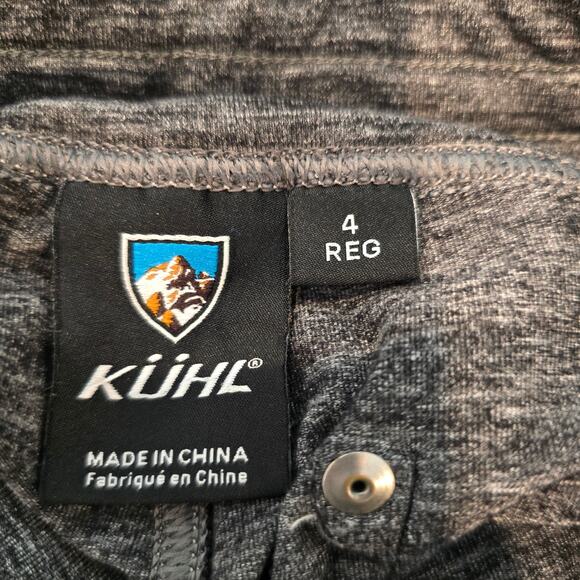 4
REG
KÜHL®
MADE IN CHINA
Fabriqué en Chine